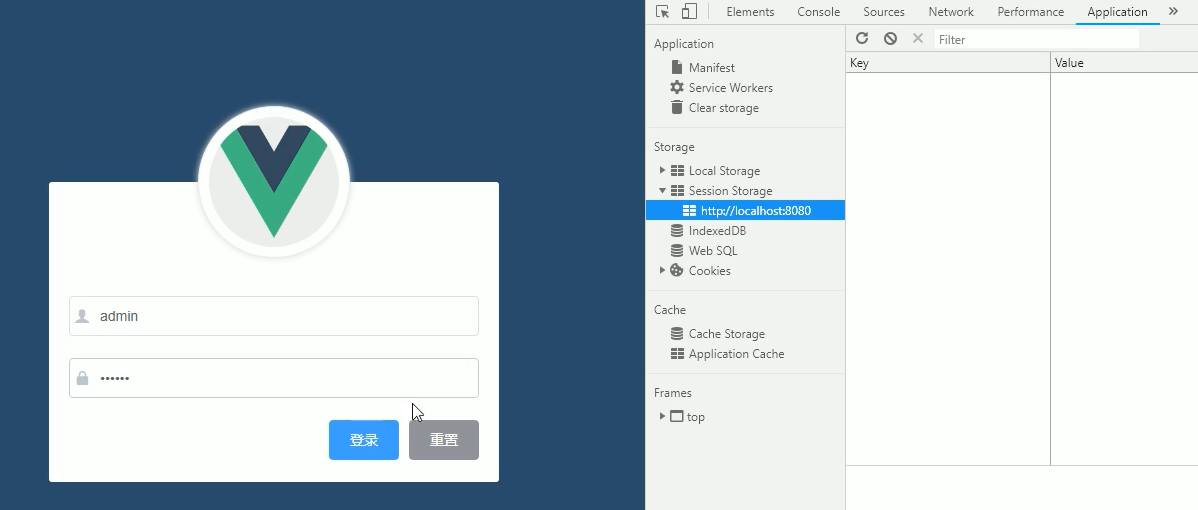 admin
••••••
登录 重置
Elements Console Sources Network Performance Application »
Application
Manifest
Service Workers
Clear storage
Storage
Local Storage
Session Storage
http://localhost:8080
IndexedDB
Web SQL
Cookies
Cache
Cache Storage
Application Cache
Frames
top
Filter
Key Value